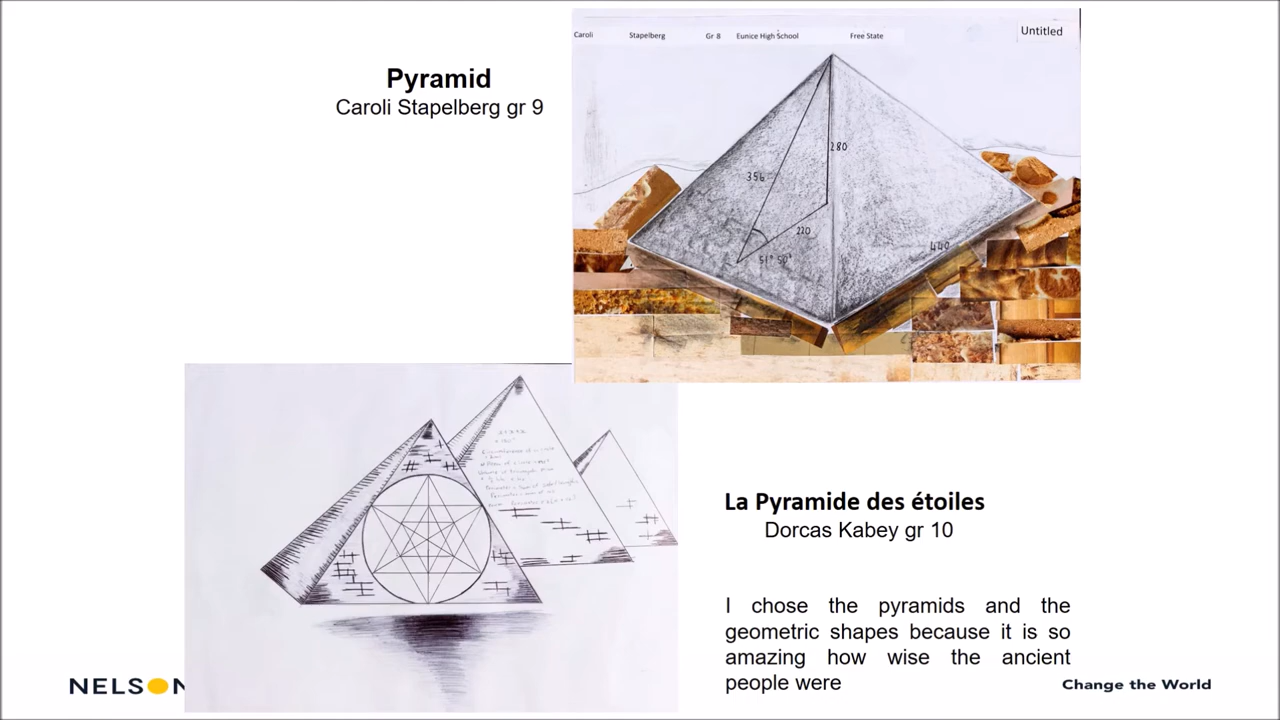 Caroli Stapelberg Gr 8 Eunice High School Free State
Untitled
Pyramid
Caroli Stapelberg gr 9
280
356
220
51° 50'
440
La Pyramide des étoiles
Dorcas Kabey gr 10
I chose the pyramids and the
geometric shapes because it is so
amazing how wise the ancient
people were
NELSON
Change the World